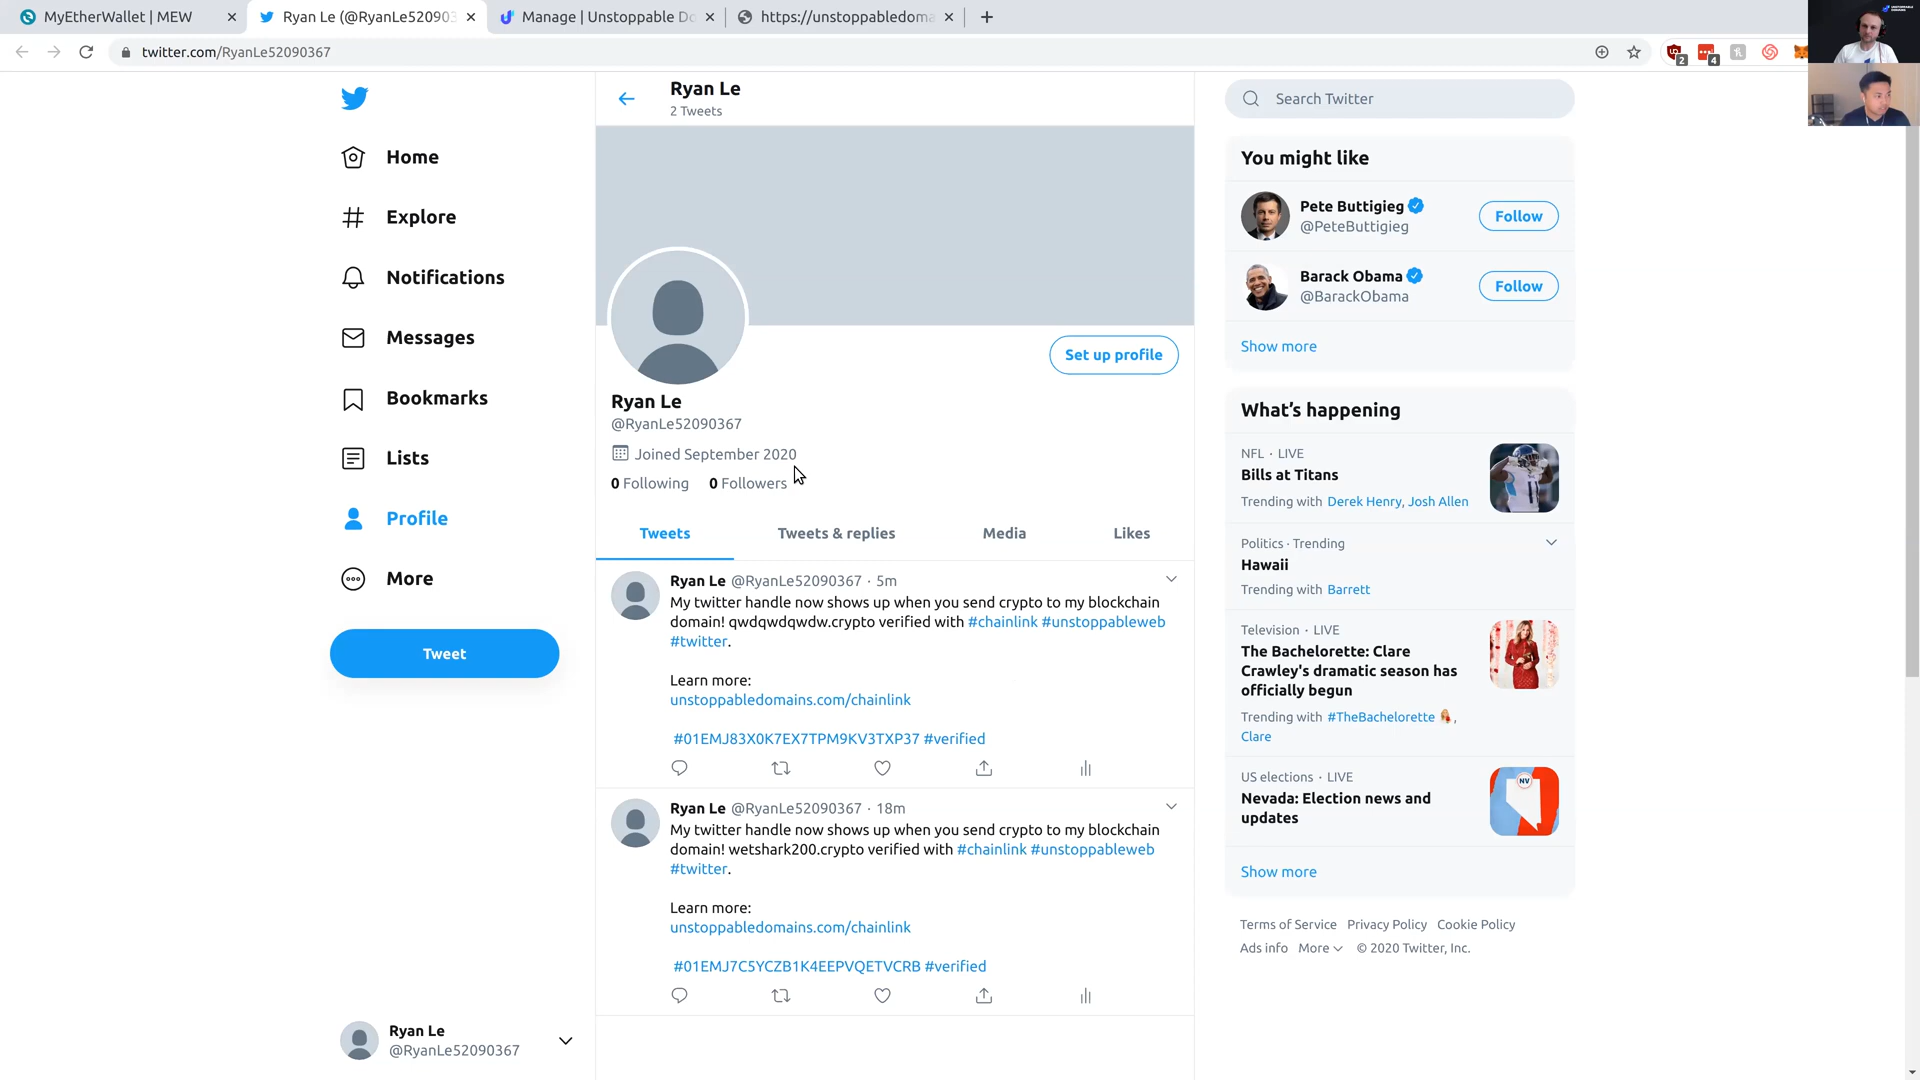 MyEtherWallet | MEW
Ryan Le (@RyanLe52090
Manage | Unstoppable Do
https://unstoppabledoma
twitter.com/RyanLe52090367
2
4
Home
Explore
Notifications
Messages
Bookmarks
Lists
Profile
More
Tweet
Ryan Le
@RyanLe52090367
Ryan Le
2 Tweets
Set up profile
Ryan Le
@RyanLe52090367
Joined September 2020
0 Following 0 Followers
Tweets
Tweets & replies
Media
Likes
Ryan Le @RyanLe52090367 · 5m
My twitter handle now shows up when you send crypto to my blockchain
domain! qwdqwdqwdw.crypto verified with #chainlink #unstoppableweb
#twitter.
Learn more:
unstoppabledomains.com/chainlink
#01EMJ83X0K7EX7TPM9KV3TXP37 #verified
Ryan Le @RyanLe52090367 · 18m
My twitter handle now shows up when you send crypto to my blockchain
domain! wetshark200.crypto verified with #chainlink #unstoppableweb
#twitter.
Learn more:
unstoppabledomains.com/chainlink
#01EMJ7C5YCZB1K4EEPVQETVCRB #verified
Search Twitter
You might like
Pete Buttigieg
@PeteButtigieg
Follow
Barack Obama
@BarackObama
Follow
Show more
What's happening
NFL · LIVE
Bills at Titans
Trending with Derek Henry, Josh Allen
Politics · Trending
Hawaii
Trending with Barrett
Television · LIVE
The Bachelorette: Clare
Crawley's dramatic season has
officially begun
Trending with #TheBachelorette ,
Clare
US elections · LIVE
Nevada: Election news and
updates
NV
Show more
Terms of Service Privacy Policy Cookie Policy
Ads info More © 2020 Twitter, Inc.